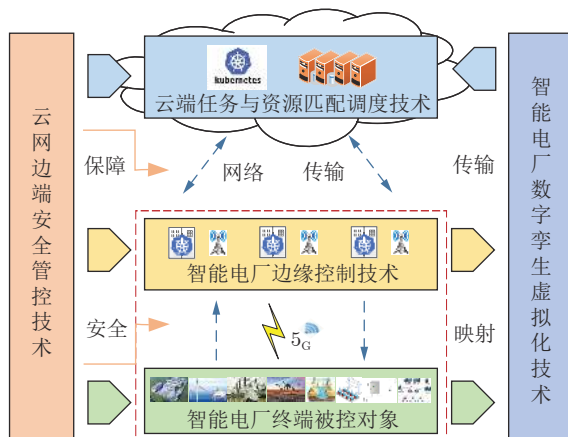 kubernetes
云端任务与资源匹配调度技术
云网边端安全管控技术
保障
网络
传输
传输
智能电厂数字孪生虚拟化技术
智能电厂边缘控制技术
安全
5G
映射
智能电厂终端被控对象